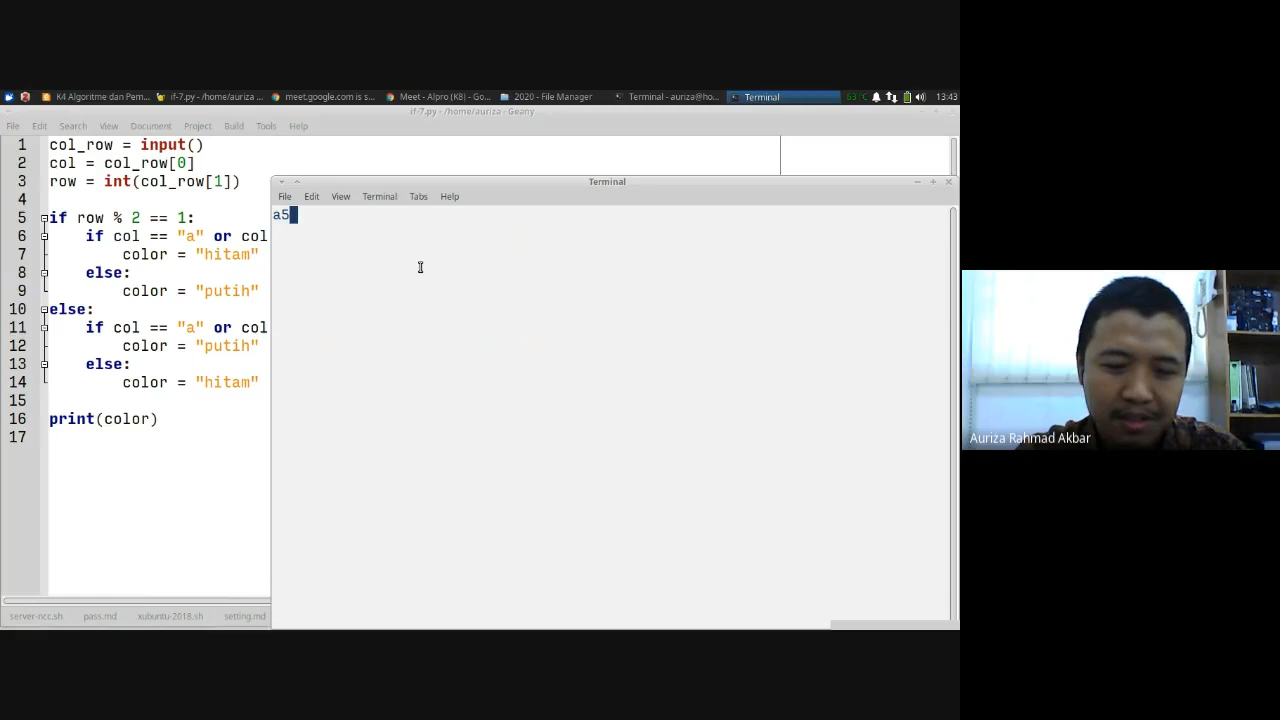 K4 Algoritme dan Pem...
if-7.py - /home/auriza ...
meet.google.com is s...
Meet - Alpro (K8) - Go...
2020 - File Manager
Terminal - auriza@ho...
Terminal
63°C
13:43
if-7.py - /home/auriza - Geany
File Edit Search View Document Project Build Tools Help
1 col_row = input()
2 col = col_row[0]
3 row = int(col_row[1])
4
5 if row % 2 == 1:
6 if col == "a" or col
7 color = "hitam"
8 else:
9 color = "putih"
10 else:
11 if col == "a" or col
12 color = "putih"
13 else:
14 color = "hitam"
15
16 print(color)
17
server-ncc.sh pass.md xubuntu-2018.sh setting.md
Terminal
File Edit View Terminal Tabs Help
a5
Auriza Rahmad Akbar